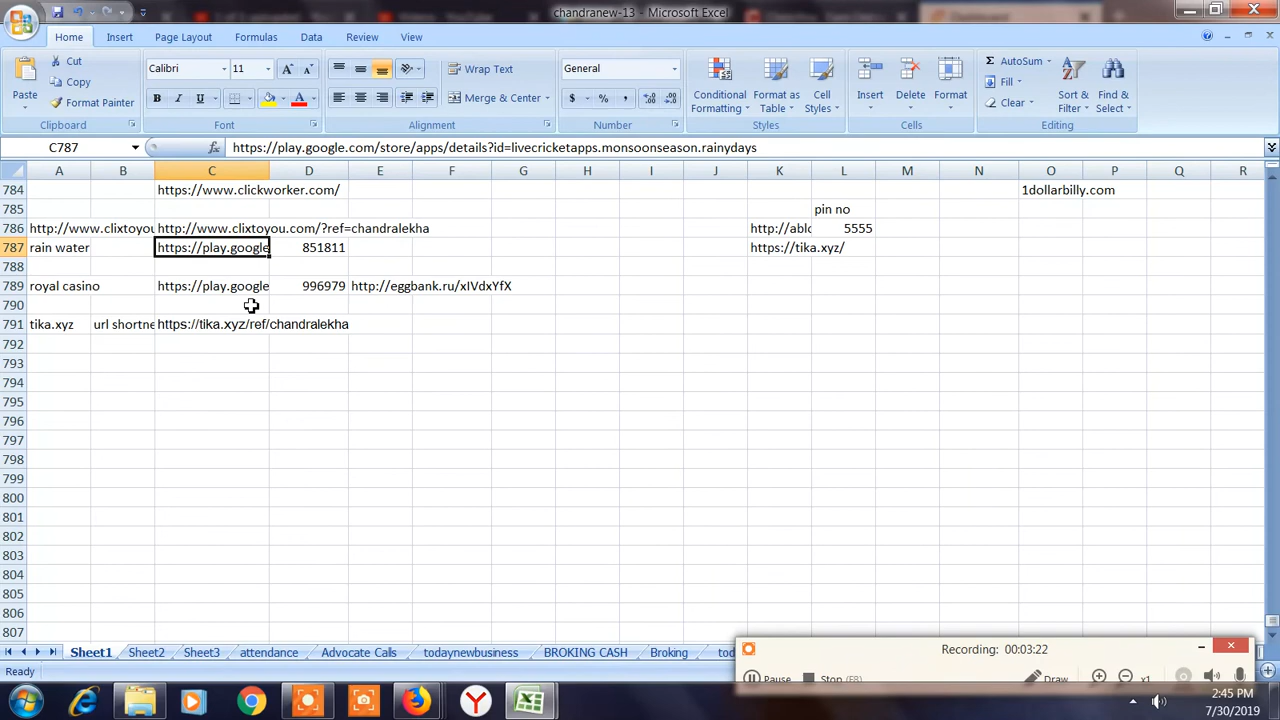 chandranew-13 - Microsoft Excel
Home Insert Page Layout Formulas Data Review View
Paste
Cut
Copy
Format Painter
Clipboard
Calibri 11
Font
Wrap Text
Merge & Center
Alignment
General
Number
Conditional Formatting
Format as Table
Cell Styles
Styles
Insert
Delete
Format
Cells
AutoSum
Fill
Clear
Sort & Filter
Find & Select
Editing
C787 https://play.google.com/store/apps/details?id=livecricketapps.monsoonseason.rainydays
A B C D E F G H I J K L M N O P Q R
784 https://www.clickworker.com/ 1dollarbilly.com
785 pin no
786 http://www.clixtoyou http://www.clixtoyou.com/?ref=chandralekha http://ablo 5555
787 rain water https://play.google 851811 https://tika.xyz/
788
789 royal casino https://play.google 996979 http://eggbank.ru/xIVdxYfX
790
791 tika.xyz url shortne https://tika.xyz/ref/chandralekha
792
793
794
795
796
797
798
799
800
801
802
803
804
805
806
807
Sheet1 Sheet2 Sheet3 attendance Advocate Calls todaynewbusiness BROKING CASH Broking tod
Ready
Recording: 00:03:22
Pause Stop (F8) Draw x1
2:45 PM
7/30/2019